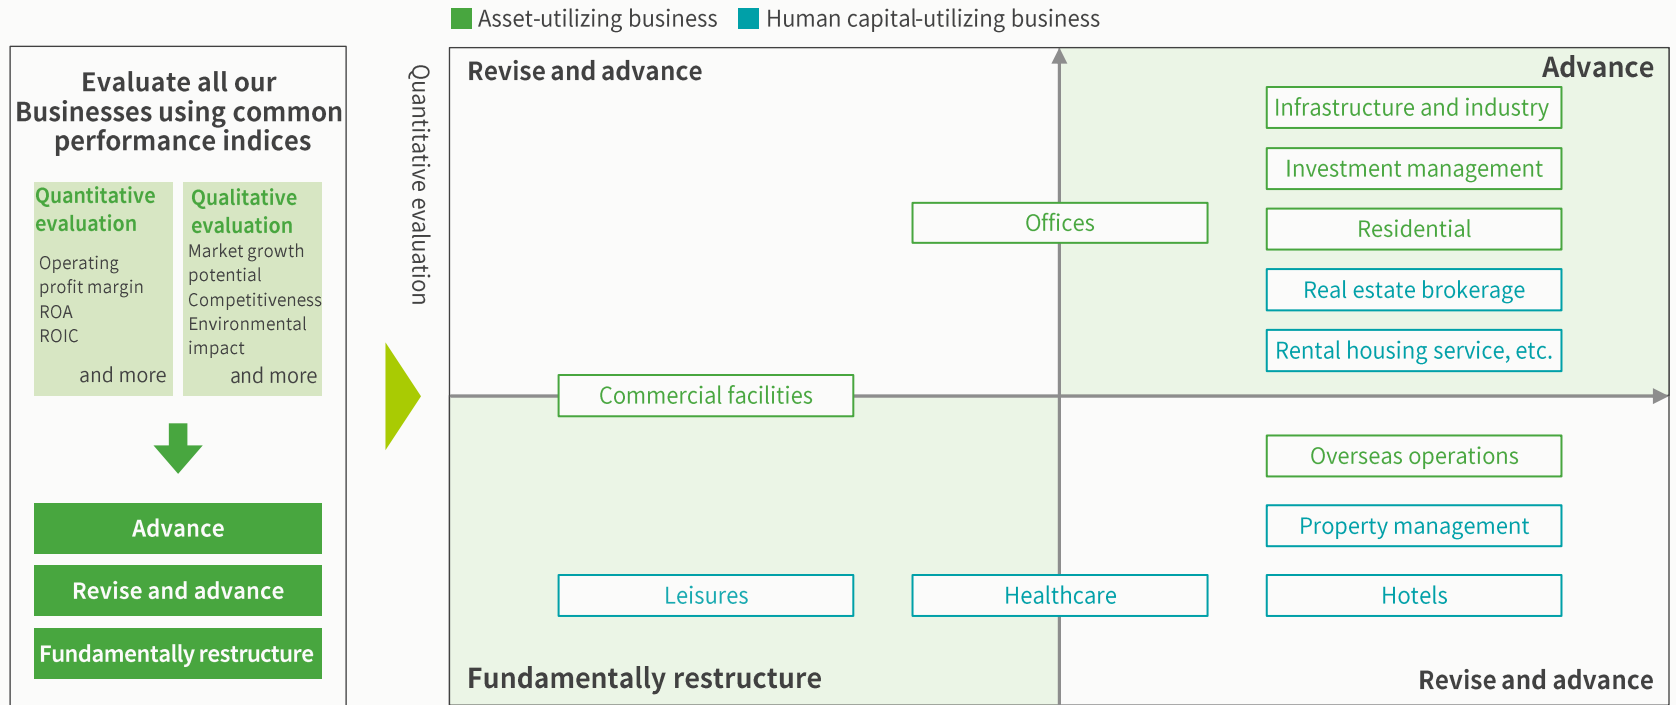 Asset-utilizing business
Human capital-utilizing business
Evaluate all our
Businesses using common
performance indices
Quantitative
evaluation
Operating
profit margin
ROA
ROIC
and more
Qualitative
evaluation
Market growth
potential
Competitiveness
Environmental
impact
and more
Advance
Revise and advance
Fundamentally restructure
Quantitative evaluation
Revise and advance
Advance
Infrastructure and industry
Investment management
Offices
Residential
Real estate brokerage
Rental housing service, etc.
Commercial facilities
Overseas operations
Property management
Leisures
Healthcare
Hotels
Fundamentally restructure
Revise and advance